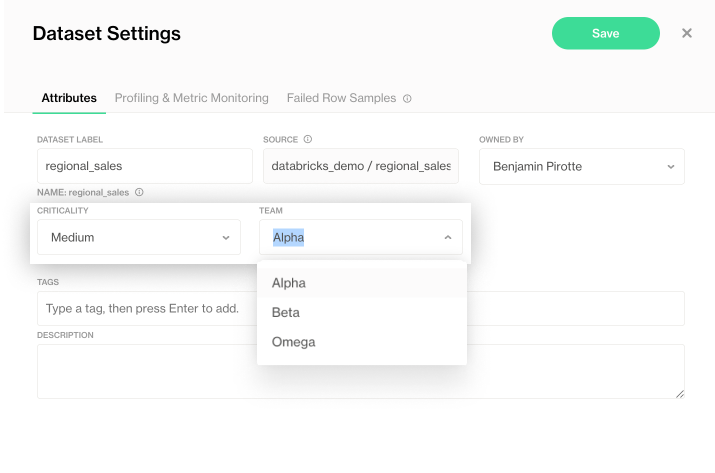 Dataset Settings
Save
Attributes
Profiling & Metric Monitoring
Failed Row Samples
DATASET LABEL
SOURCE
OWNED BY
regional_sales
databricks_demo / regional_sales
Benjamin Pirotte
NAME: regional_sales
CRITICALITY
TEAM
Medium
Alpha
Alpha
Beta
Omega
TAGS
Type a tag, then press Enter to add.
DESCRIPTION